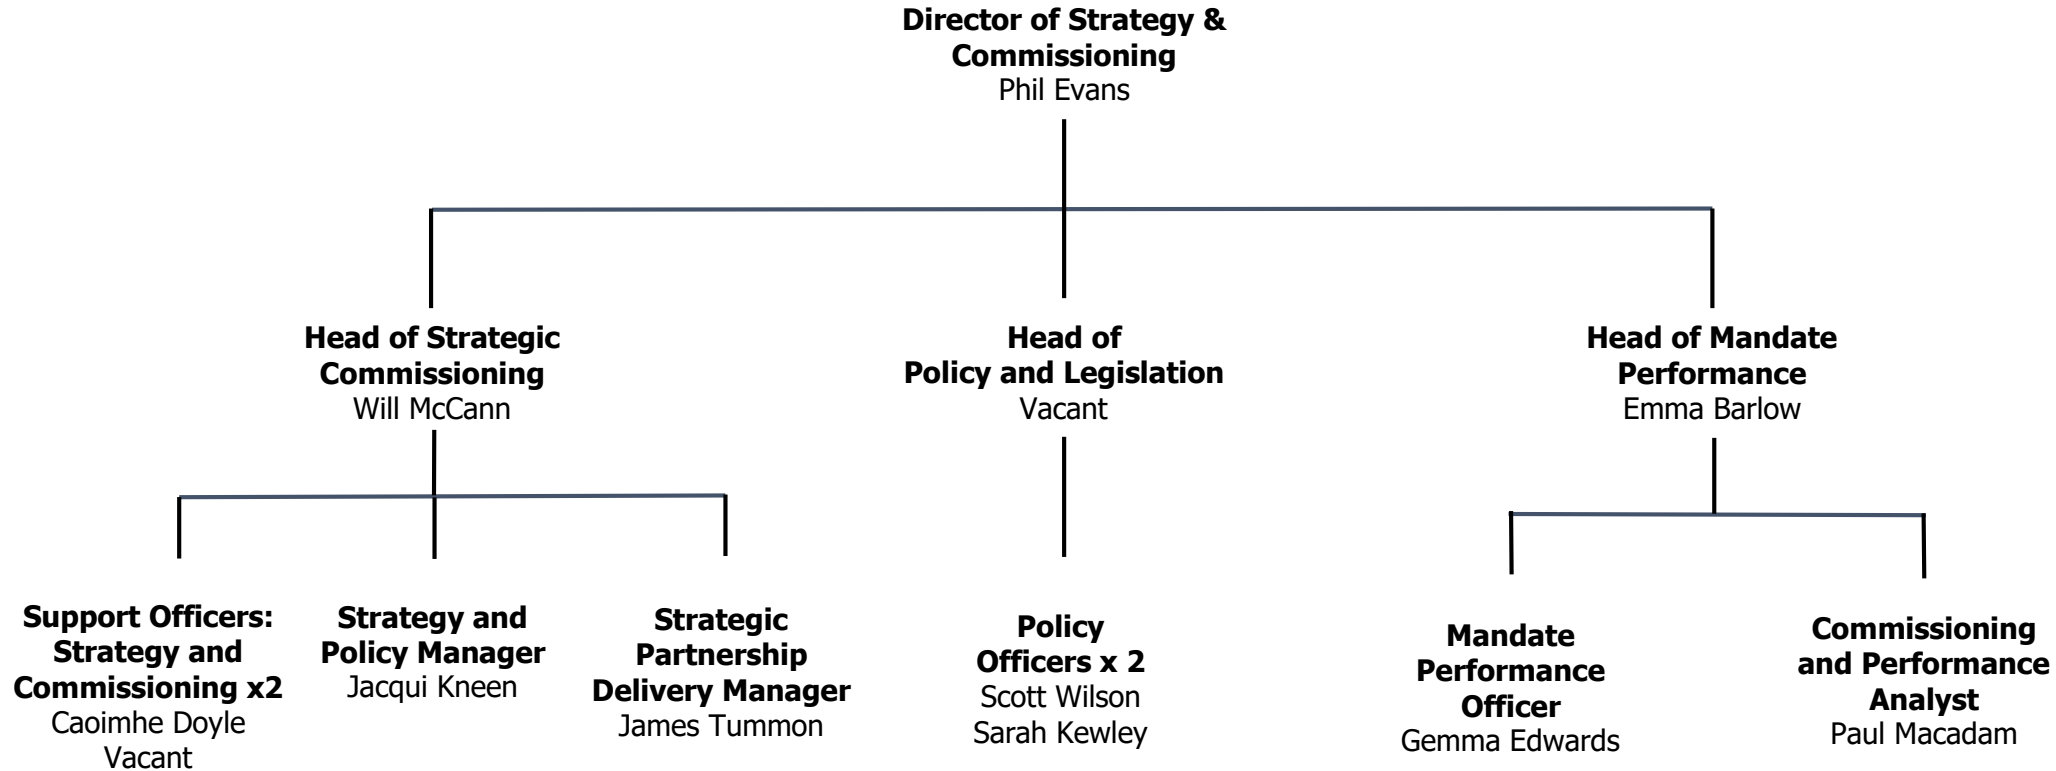 Director of Strategy &
Commissioning
Phil Evans
Head of Strategic
Commissioning
Will McCann
Head of
Policy and Legislation
Vacant
Head of Mandate
Performance
Emma Barlow
Support Officers:
Strategy and
Commissioning x2
Caoimhe Doyle
Vacant
Strategy and
Policy Manager
Jacqui Kneen
Strategic
Partnership
Delivery Manager
James Tummon
Policy
Officers x 2
Scott Wilson
Sarah Kewley
Mandate
Performance
Officer
Gemma Edwards
Commissioning
and Performance
Analyst
Paul Macadam